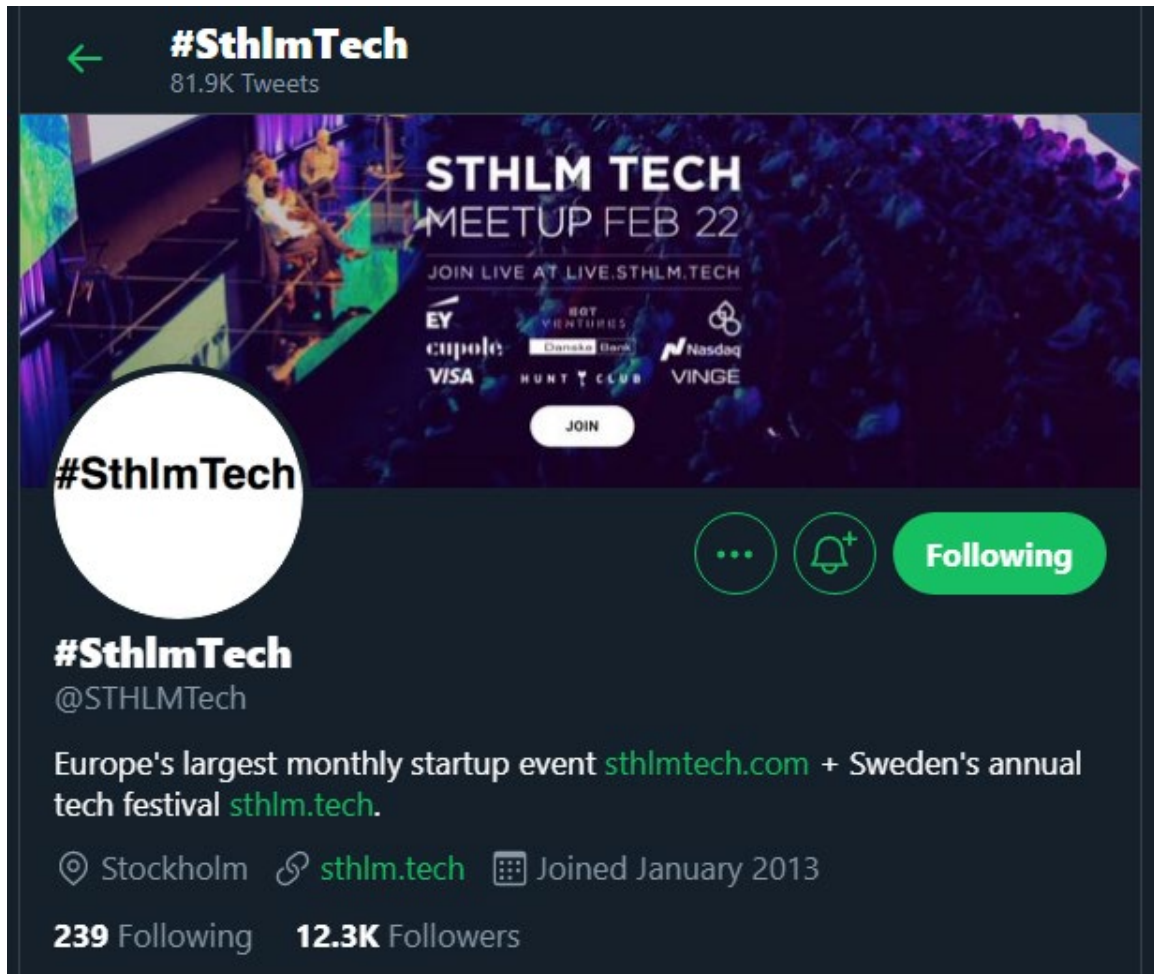 #SthlmTech
81.9K Tweets
STHLM TECH
MEETUP FEB 22
JOIN LIVE AT LIVE.STHLM.TECH
EY VENTURES
cupole Danske Bank Nasdaq
VISA HUNT CLUB VINGE
JOIN
#SthlmTech
Following
#SthlmTech
@STHLMTech
Europe's largest monthly startup event sthlmtech.com + Sweden's annual
tech festival sthlm.tech.
Stockholm sthlm.tech Joined January 2013
239 Following 12.3K Followers